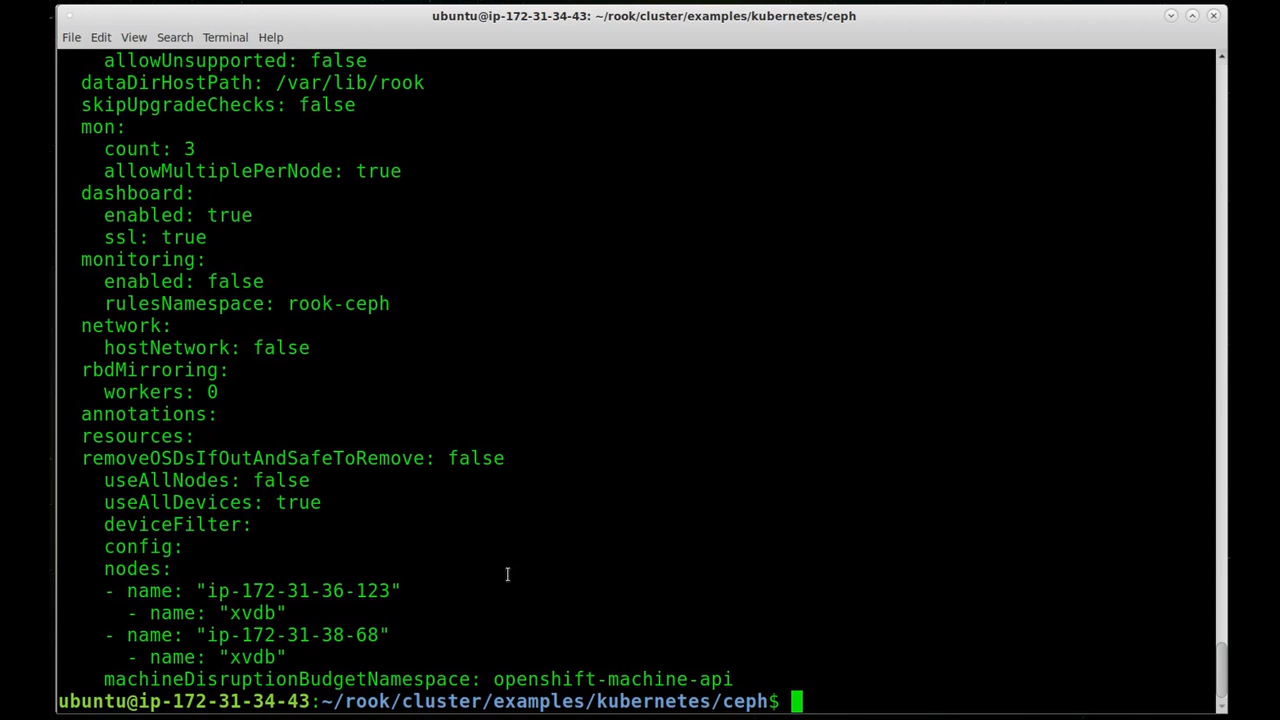 ubuntu@ip-172-31-34-43: ~/rook/cluster/examples/kubernetes/ceph
File Edit View Search Terminal Help
    allowUnsupported: false
  dataDirHostPath: /var/lib/rook
  skipUpgradeChecks: false
  mon:
    count: 3
    allowMultiplePerNode: true
  dashboard:
    enabled: true
    ssl: true
  monitoring:
    enabled: false
    rulesNamespace: rook-ceph
  network:
    hostNetwork: false
  rbdMirroring:
    workers: 0
  annotations:
  resources:
  removeOSDsIfOutAndSafeToRemove: false
    useAllNodes: false
    useAllDevices: true
    deviceFilter:
    config:
    nodes:
    - name: "ip-172-31-36-123"
      - name: "xvdb"
    - name: "ip-172-31-38-68"
      - name: "xvdb"
    machineDisruptionBudgetNamespace: openshift-machine-api
ubuntu@ip-172-31-34-43:~/rook/cluster/examples/kubernetes/ceph$